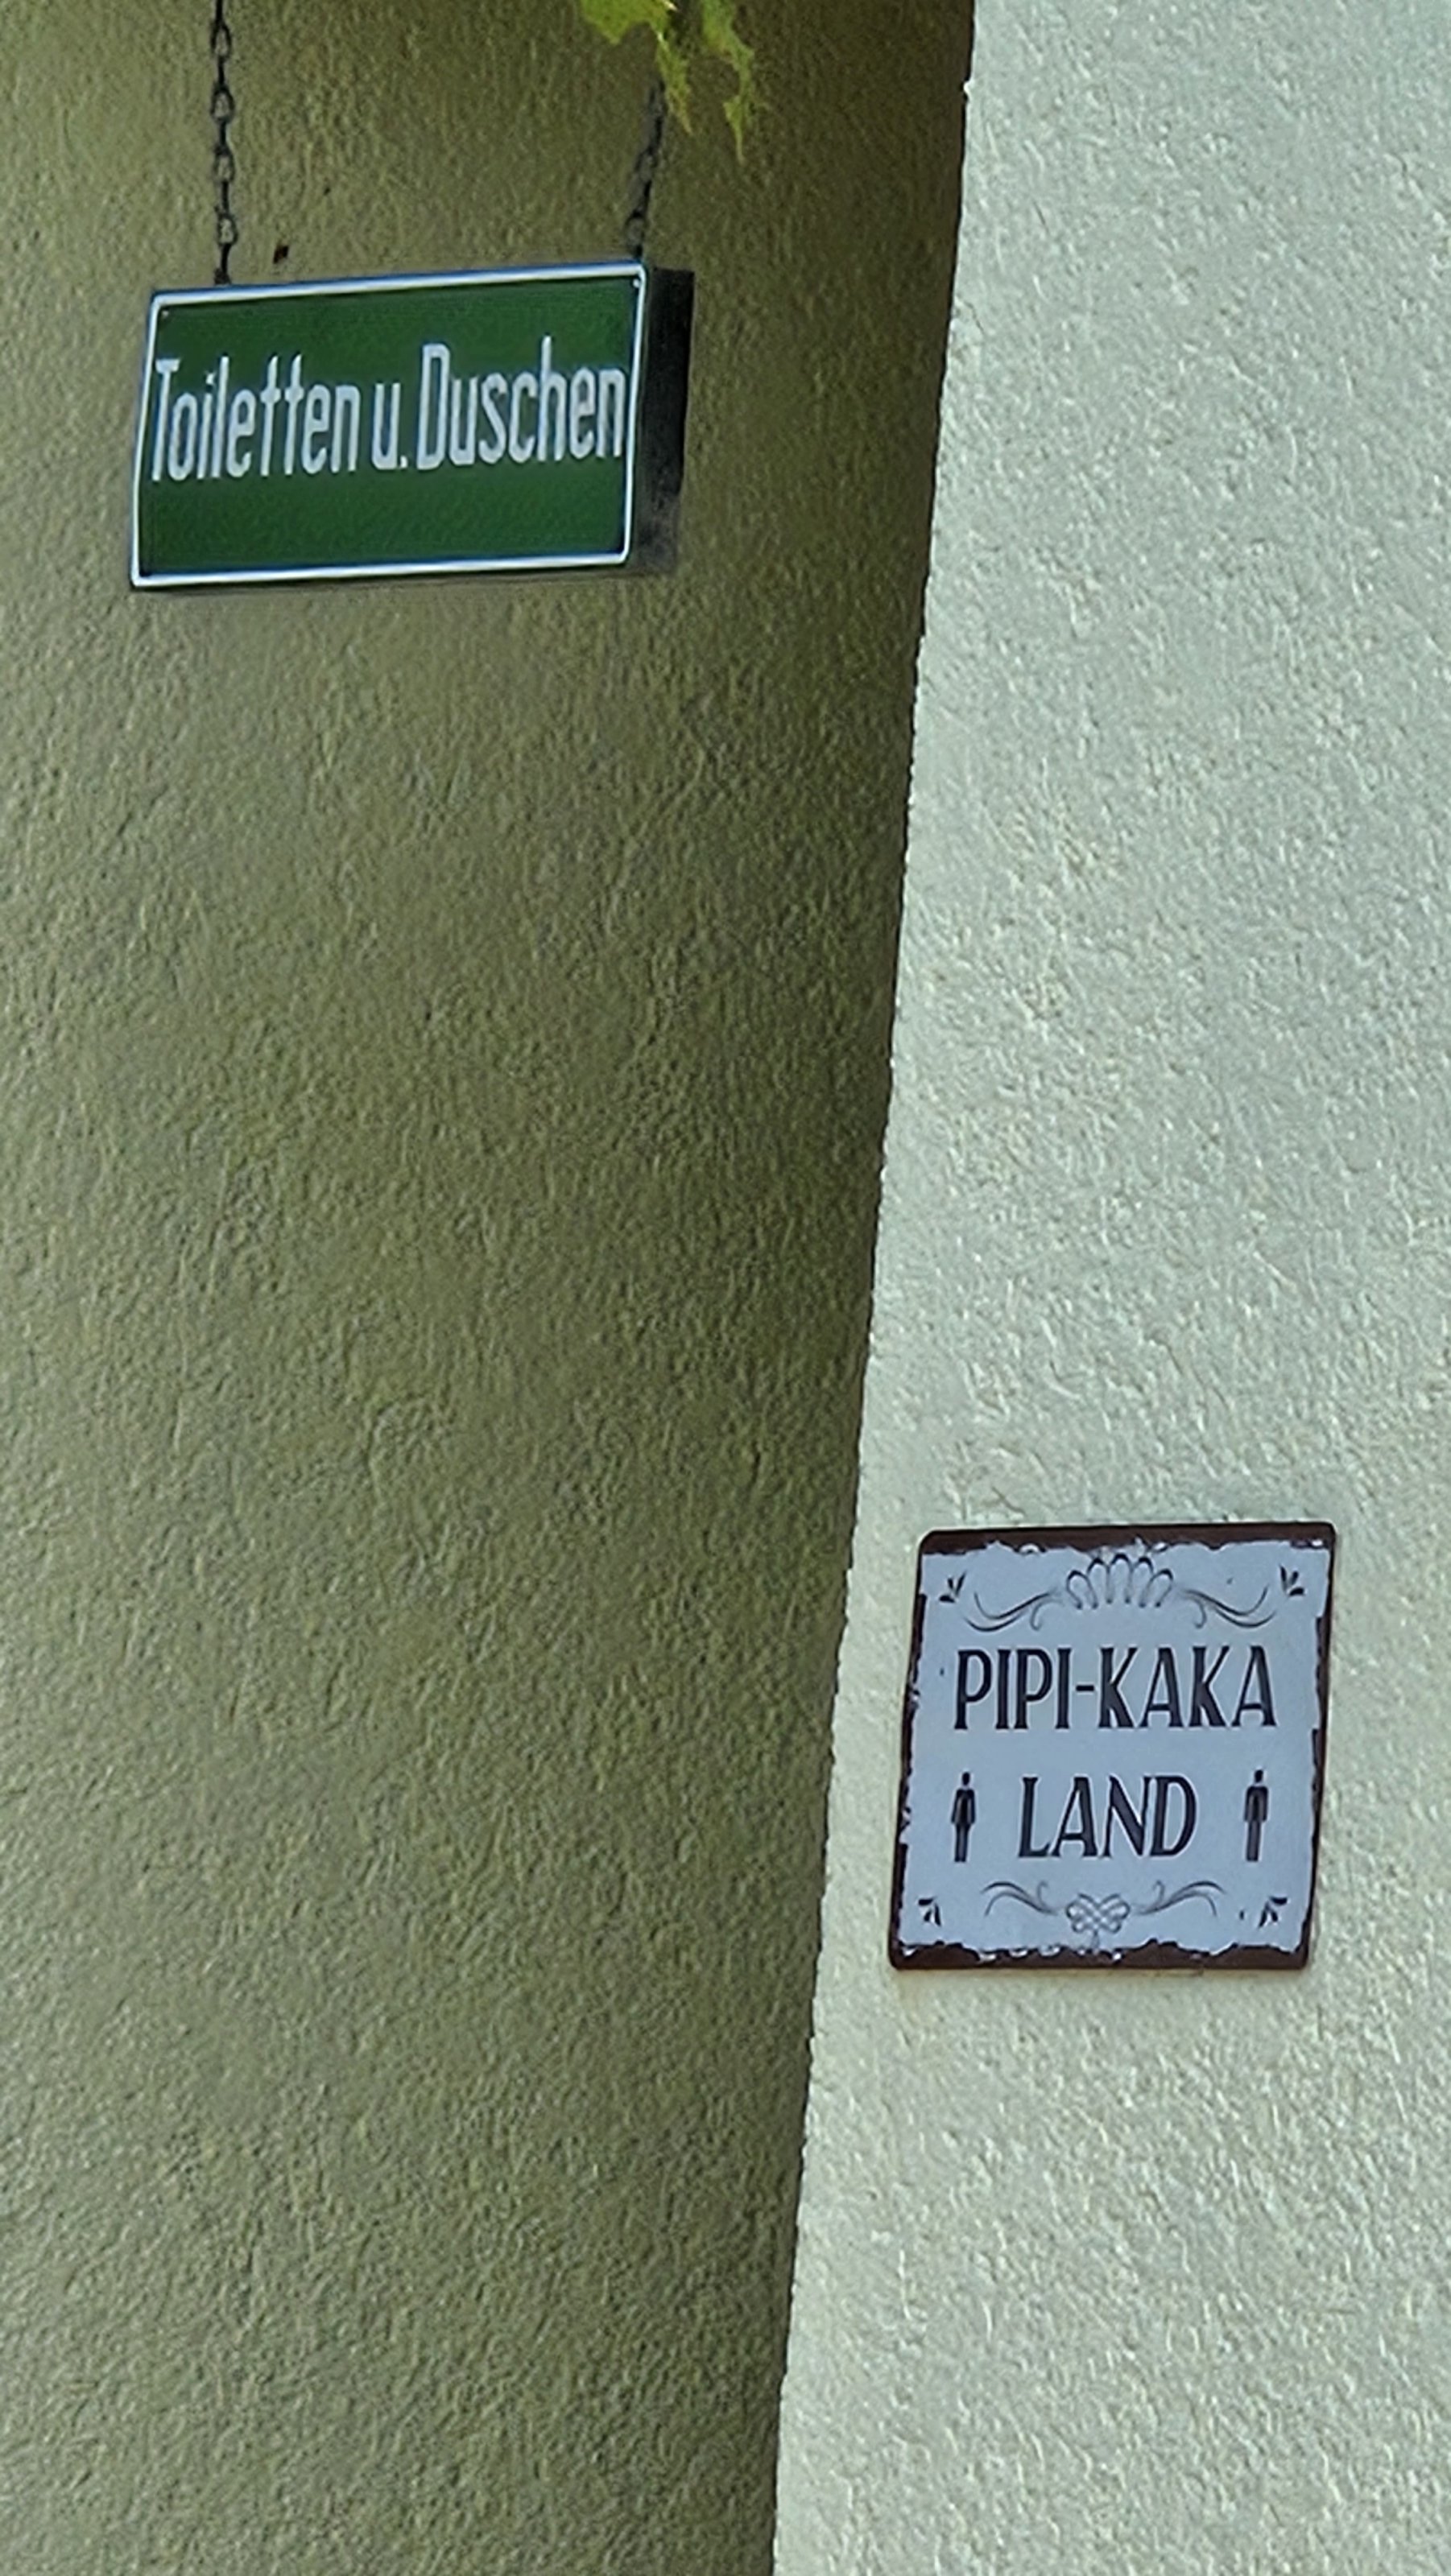 Toiletten u. Duschen
PIPI-KAKA
LAND